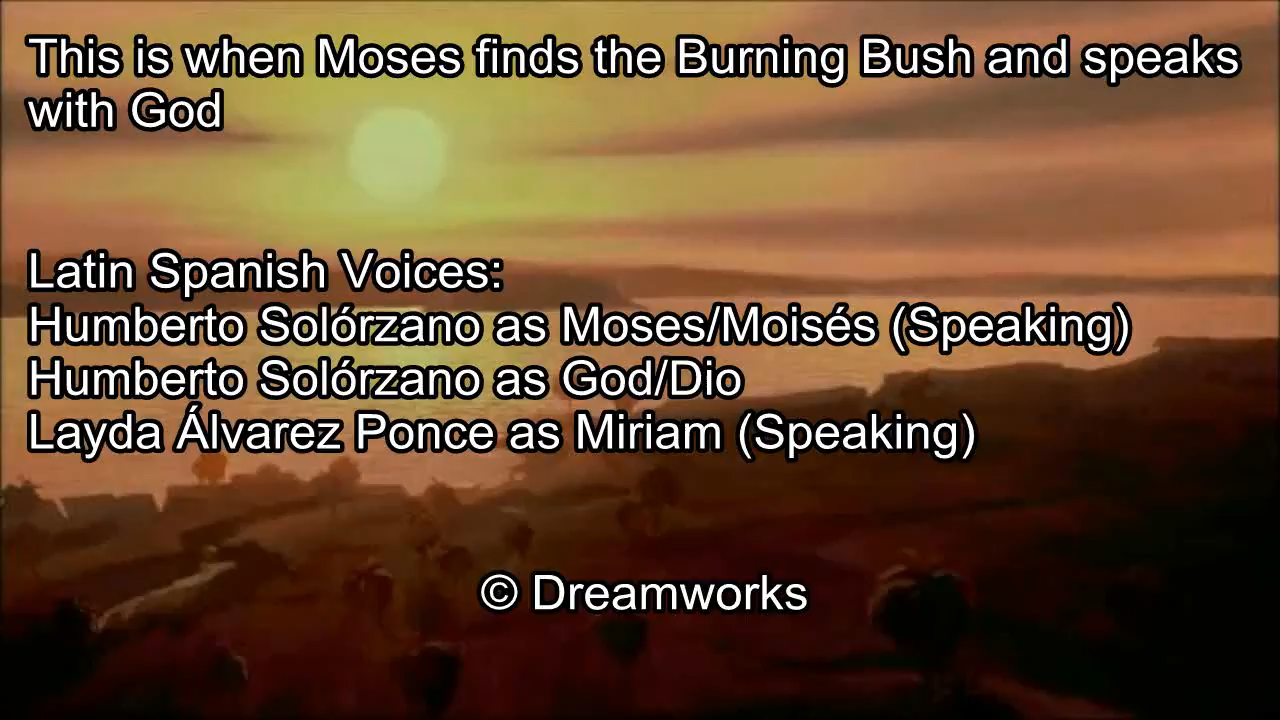 This is when Moses finds the Burning Bush and speaks
with God
Latin Spanish Voices:
Humberto Solórzano as Moses/Moisés (Speaking)
Humberto Solórzano as God/Dio
Layda Álvarez Ponce as Miriam (Speaking)
© Dreamworks